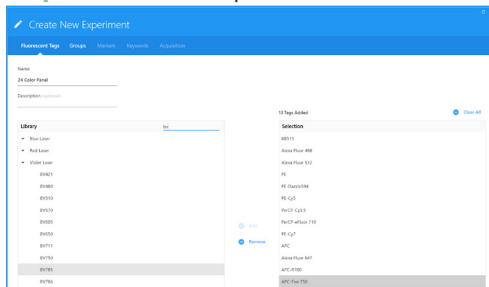 Create New Experiment
Fluorescent Tags Groups Markers Keywords Acquisition
Name
24 Color Panel
Description (optional)
13 Tags Added
Clear All
Library
bv
Blue Laser
Red Laser
Violet Laser
BV421
BV480
BV510
BV570
BV605
BV650
BV711
BV750
BV785
BV786
Add
Remove
Selection
BB515
Alexa Fluor 488
Alexa Fluor 532
PE
PE-Dazzle594
PE-Cy5
PerCP-Cy5.5
PerCP-eFluor 710
PE-Cy7
APC
Alexa Fluor 647
APC-R700
APC-Fire 750